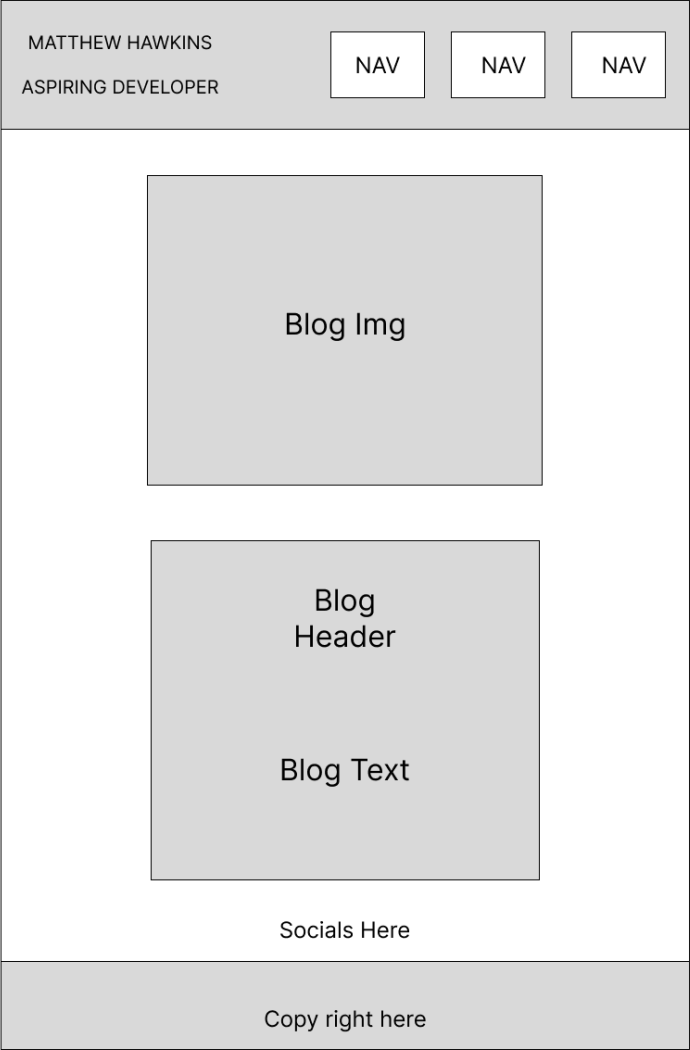 MATTHEW HAWKINS
ASPIRING DEVELOPER
NAV
NAV
NAV
Blog Img
Blog
Header
Blog Text
Socials Here
Copy right here